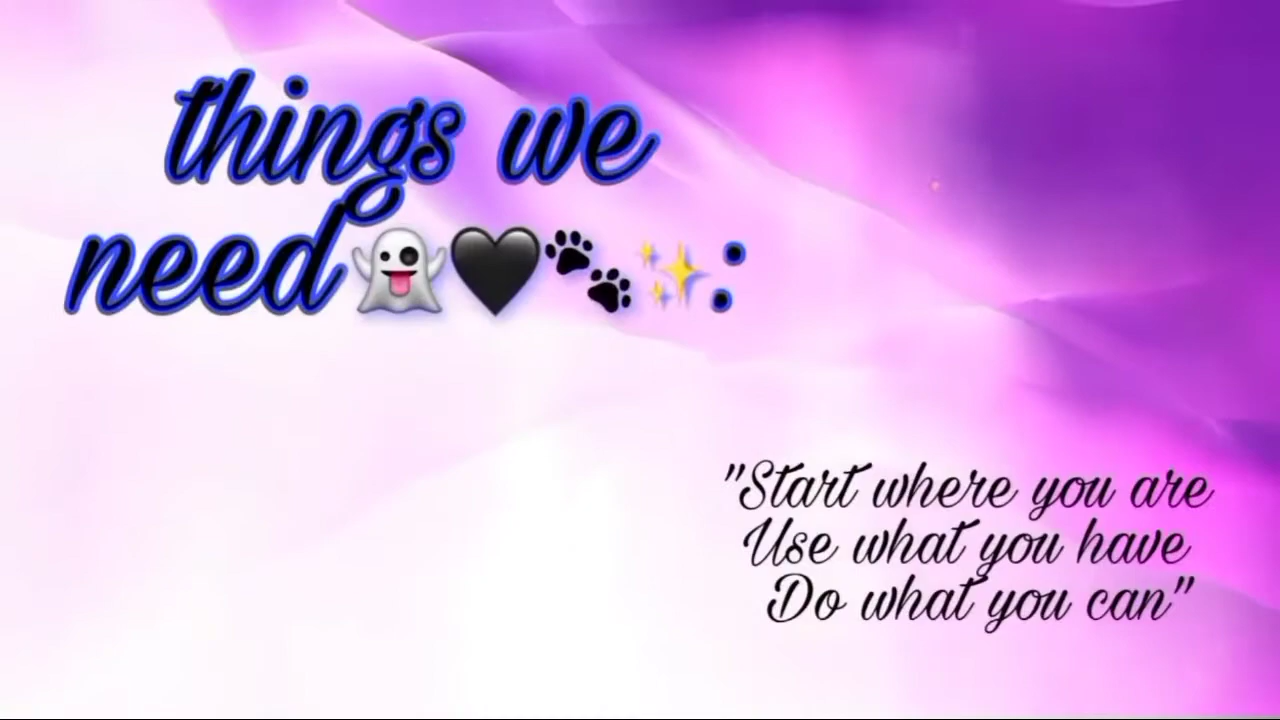 things we
need👻🖤🐾✨:
"Start where you are
Use what you have
Do what you can"